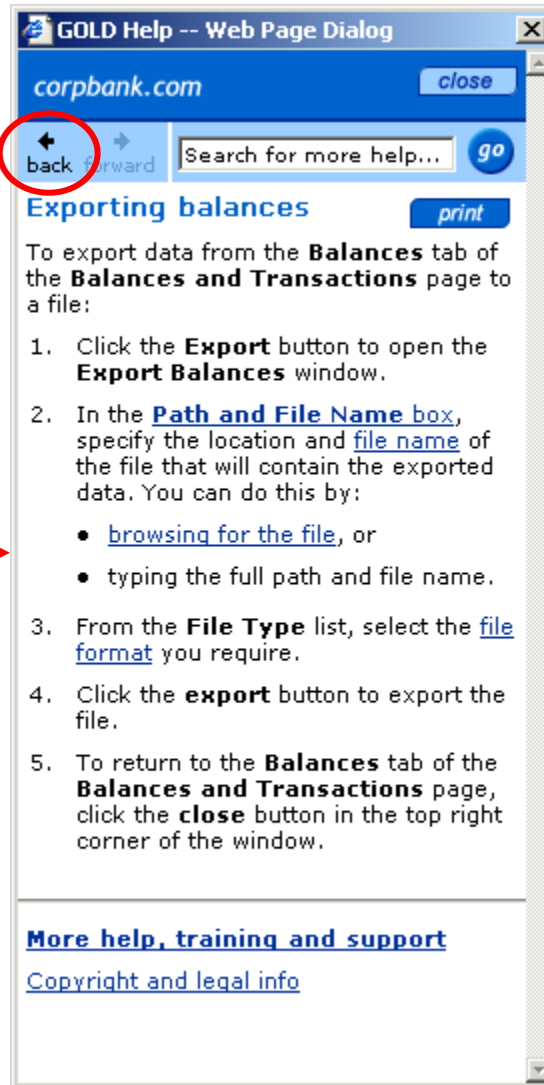 GOLD Help -- Web Page Dialog
corpbank.com
close
back forward
Search for more help...
go
Exporting balances
print
To export data from the Balances tab of
the Balances and Transactions page to
a file:
1. Click the Export button to open the
Export Balances window.
2. In the Path and File Name box,
specify the location and file name of
the file that will contain the exported
data. You can do this by:
• browsing for the file, or
• typing the full path and file name.
3. From the File Type list, select the file
format you require.
4. Click the export button to export the
file.
5. To return to the Balances tab of the
Balances and Transactions page,
click the close button in the top right
corner of the window.
More help, training and support
Copyright and legal info